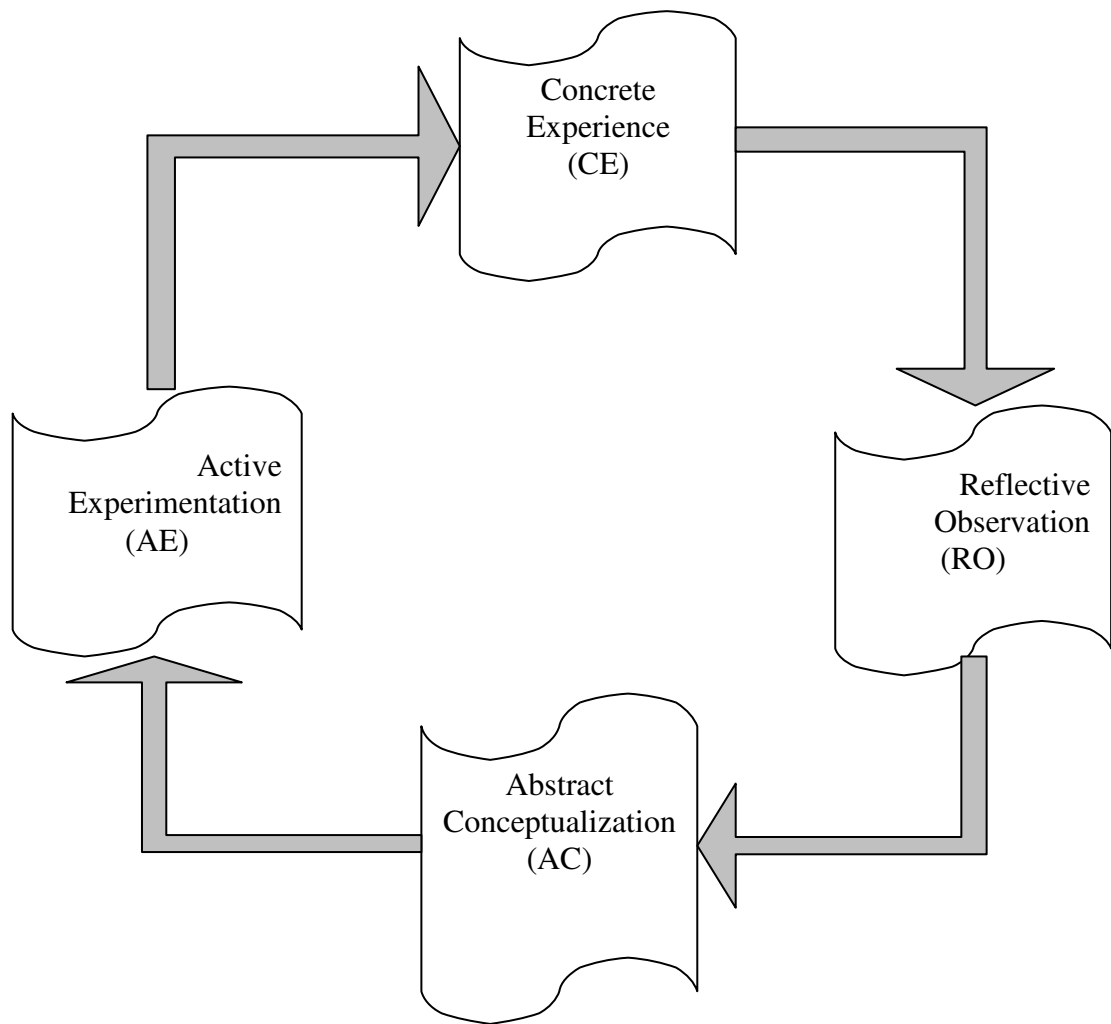 Concrete
Experience
(CE)
Active
Experimentation
(AE)
Reflective
Observation
(RO)
Abstract
Conceptualization
(AC)